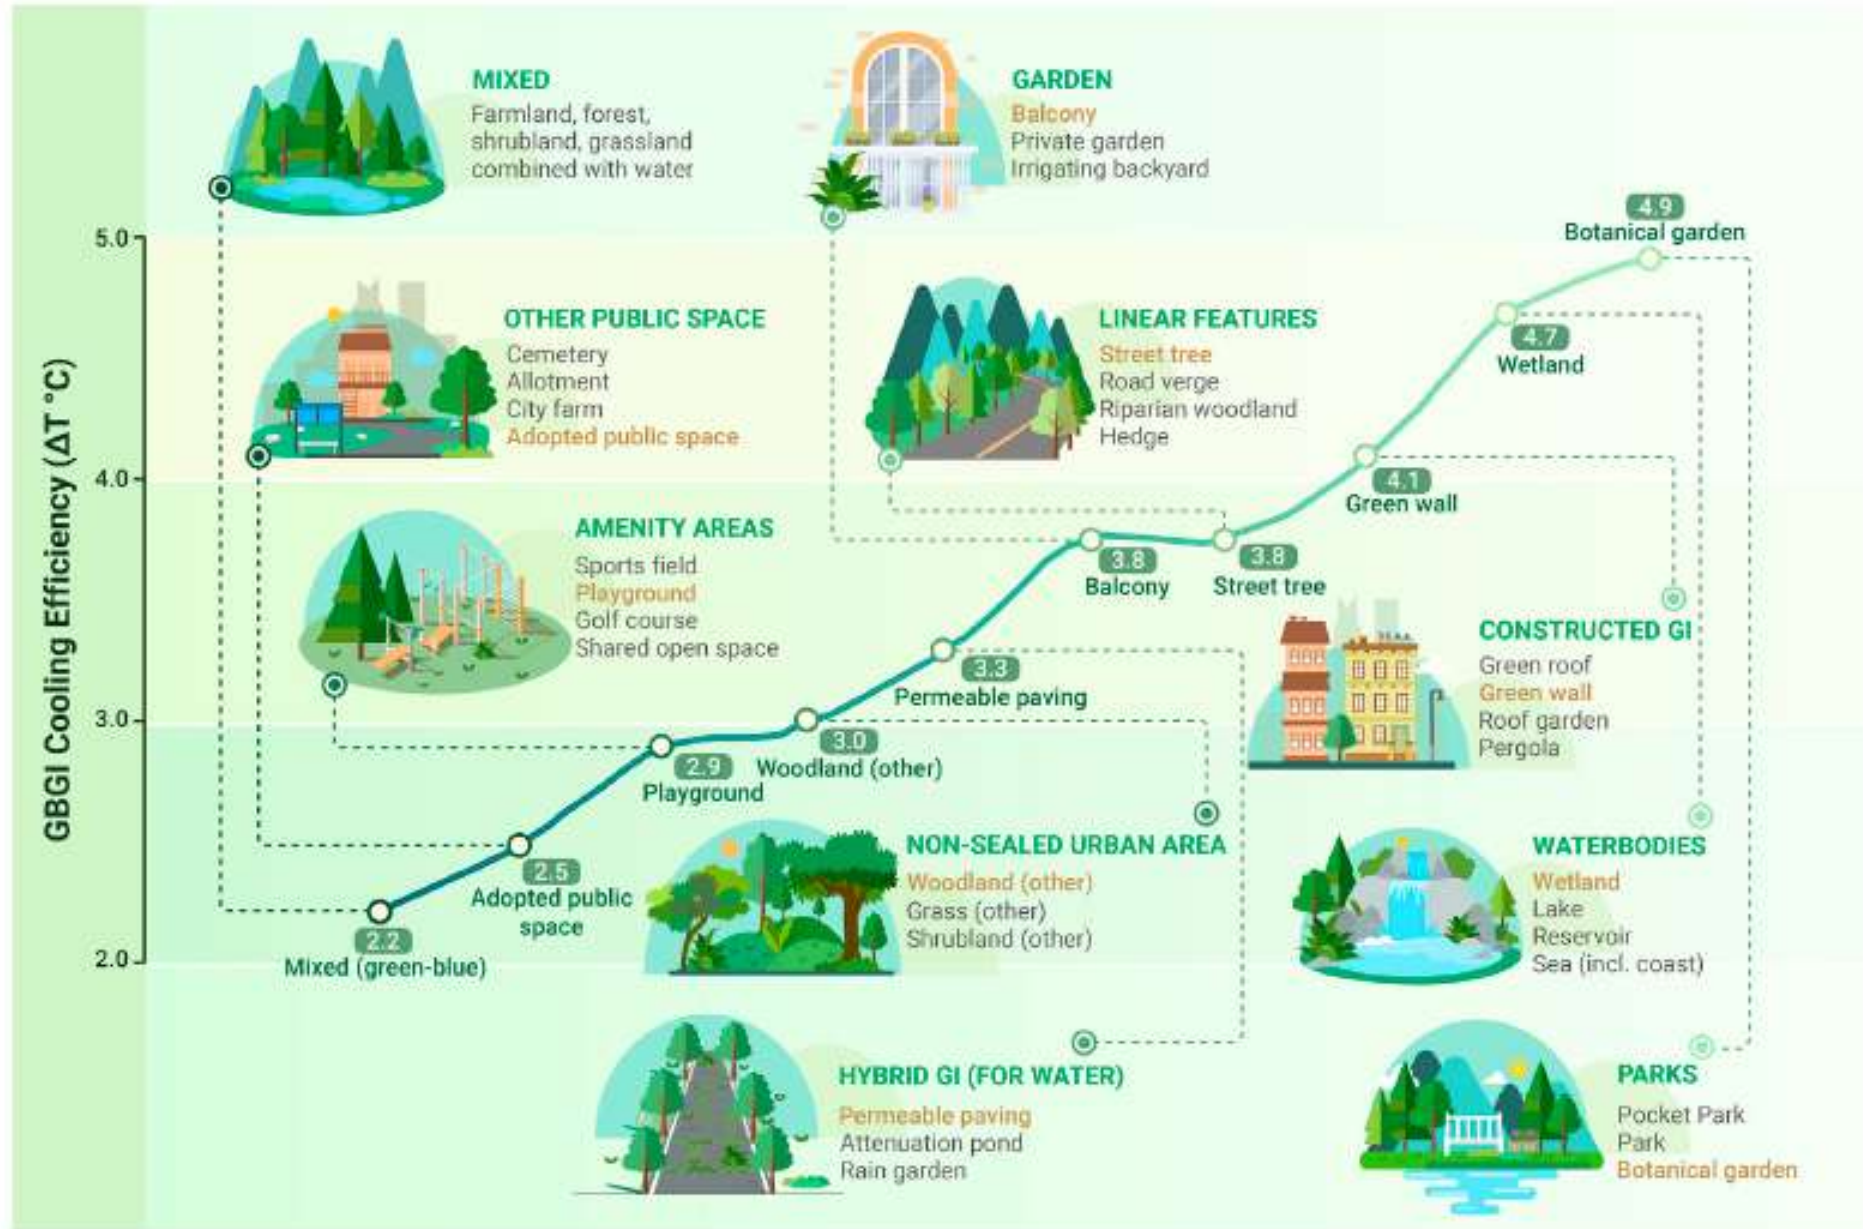 MIXED
Farmland, forest,
shrubland, grassland
combined with water
GARDEN
Balcony
Private garden
Irrigating backyard
4.9
Botanical garden
5.0
OTHER PUBLIC SPACE
Cemetery
Allotment
City farm
Adopted public space
LINEAR FEATURES
Street tree
Road verge
Riparian woodland
Hedge
4.7
Wetland
GBGI Cooling Efficiency (ΔT °C)
4.0
4.1
Green wall
AMENITY AREAS
Sports field
Playground
Golf course
Shared open space
3.8
Balcony
3.8
Street tree
CONSTRUCTED GI
Green roof
Green wall
Roof garden
Pergola
3.3
Permeable paving
3.0
3.0
Woodland (other)
2.9
Playground
NON-SEALED URBAN AREA
Woodland (other)
Grass (other)
Shrubland (other)
WATERBODIES
Wetland
Lake
Reservoir
Sea (incl. coast)
2.5
Adopted public
space
2.2
Mixed (green-blue)
2.0
HYBRID GI (FOR WATER)
Permeable paving
Attenuation pond
Rain garden
PARKS
Pocket Park
Park
Botanical garden